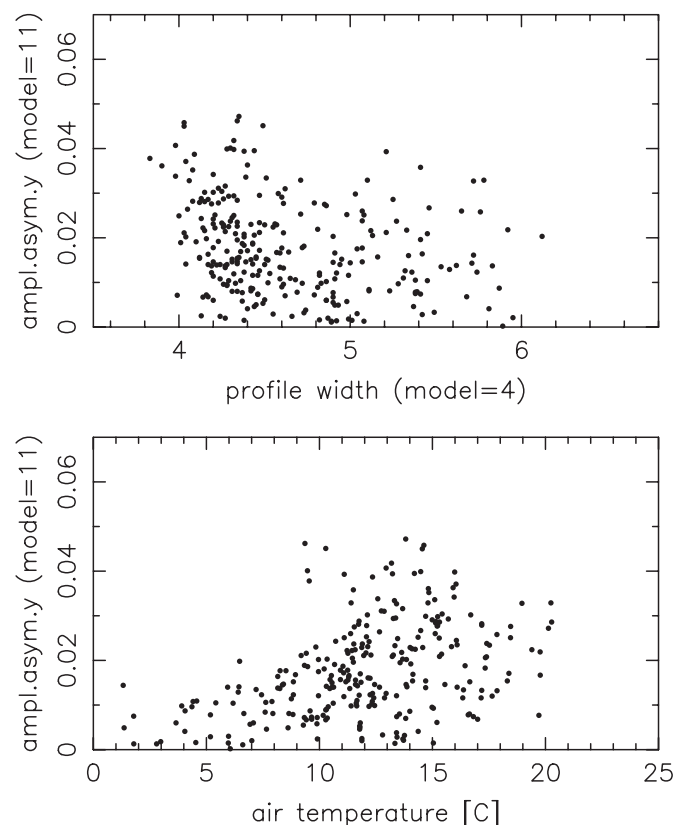 ampl.asym.y (model=11)
0 0.02 0.04 0.06
4 5 6
profile width (model=4)
ampl.asym.y (model=11)
0 0.02 0.04 0.06
0 5 10 15 20 25
air temperature [C]